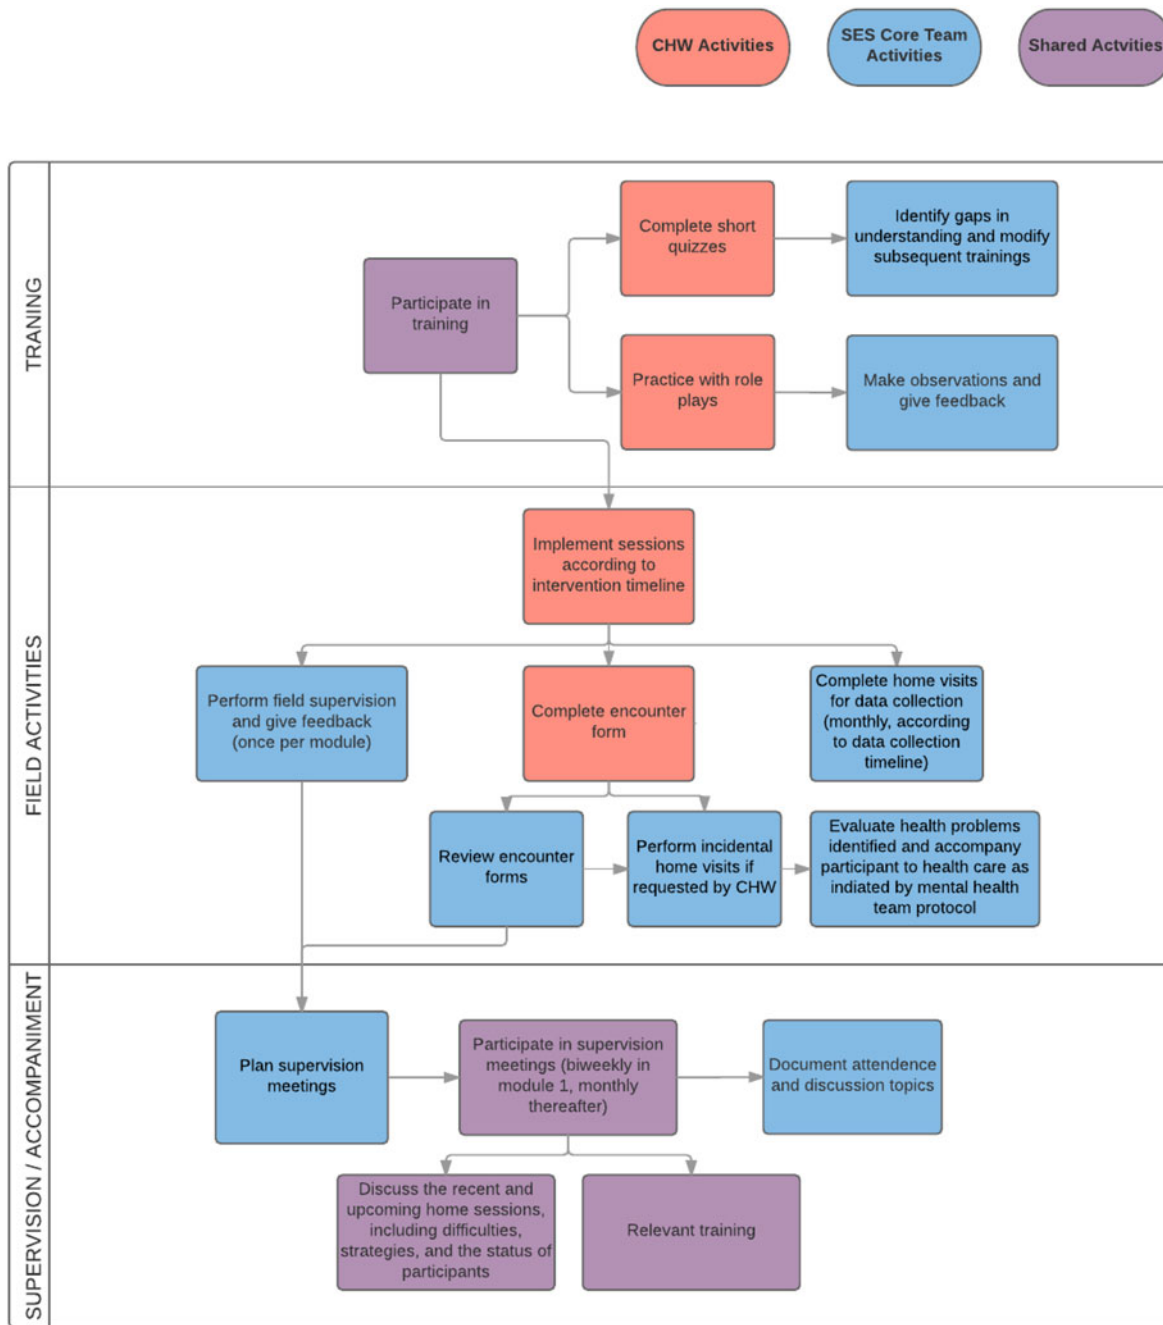 CHW Activities
SES Core Team
Activities
Shared Actvities
TRANING
Participate in
training
Complete short
quizzes
Identify gaps in
understanding and modify
subsequent trainings
Practice with role
plays
Make observations and
give feedback
FIELD ACTIVITIES
Implement sessions
according to
intervention timeline
Perform field supervision
and give feedback
(once per module)
Complete encounter
form
Complete home visits
for data collection
(monthly, according
to data collection
timeline)
Review encounter
forms
Perform incidental
home visits if
requested by CHW
Evaluate health problems
identified and accompany
participant to health care as
indiated by mental health
team protocol
SUPERVISION / ACCOMPANIMENT
Plan supervision
meetings
Participate in supervision
meetings (biweekly in
module 1, monthly
thereafter)
Document attendence
and discussion topics
Discuss the recent and
upcoming home sessions,
including difficulties,
strategies, and the status of
participants
Relevant training